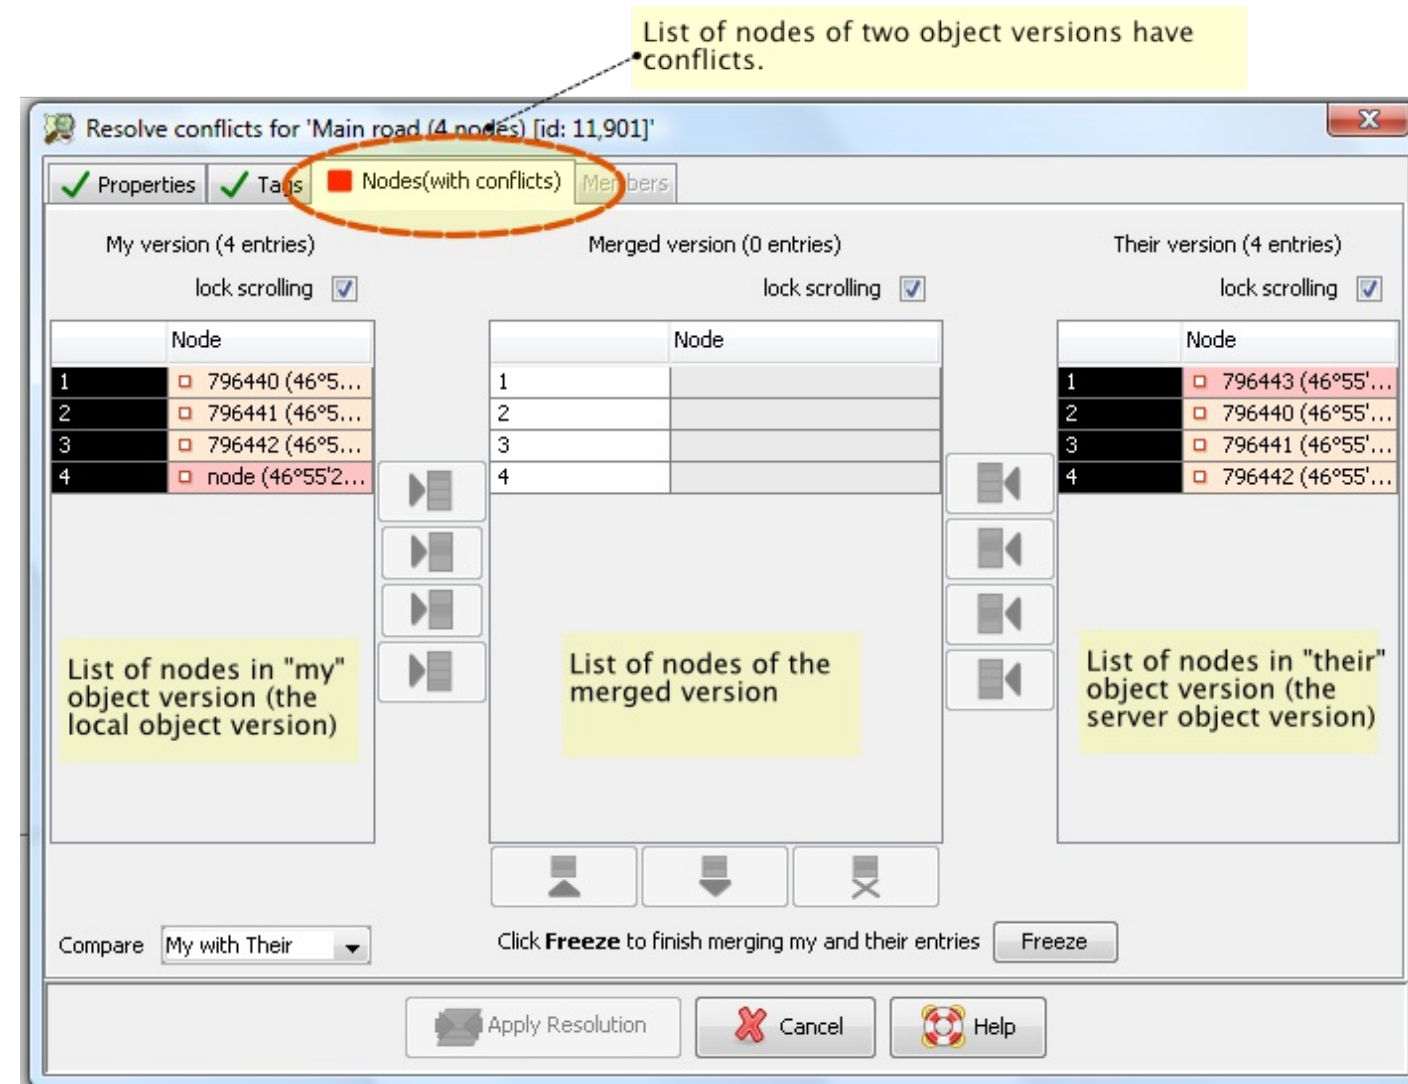 List of nodes of two object versions have
conflicts.
Resolve conflicts for 'Main road (4 nodes) [id: 11,901]'
Properties
Tags
Nodes(with conflicts)
Members
My version (4 entries)
Merged version (0 entries)
Their version (4 entries)
lock scrolling
lock scrolling
lock scrolling
Node
Node
Node
1 796440 (46°5...
2 796441 (46°5...
3 796442 (46°5...
4 node (46°55'2...
1
2
3
4
1 796443 (46°55'...
2 796440 (46°55'...
3 796441 (46°55'...
4 796442 (46°55'...
List of nodes in "my"
object version (the
local object version)
List of nodes of the
merged version
List of nodes in "their"
object version (the
server object version)
Compare My with Their
Click Freeze to finish merging my and their entries
Freeze
Apply Resolution
Cancel
Help